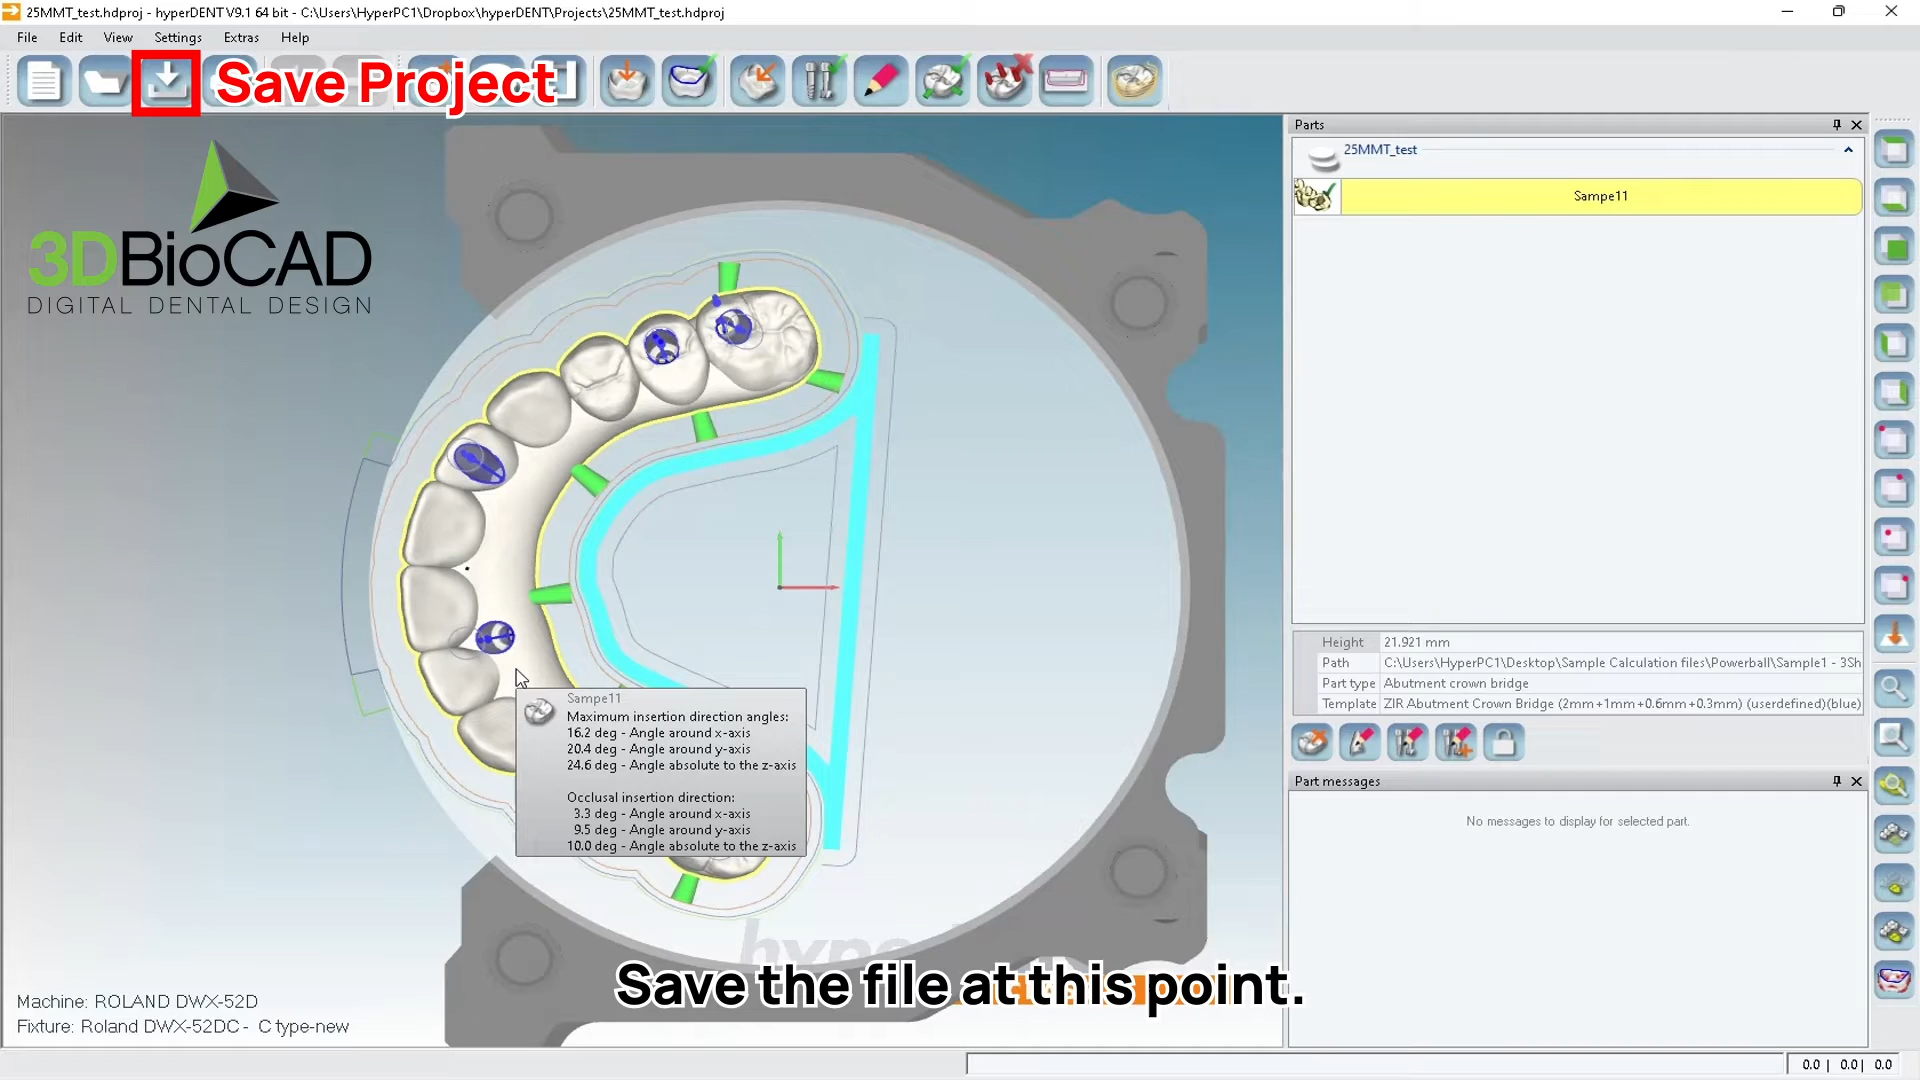 25MMT_test.hdproj - hyperDENT V9.1 64 bit - C:\Users\HyperPC1\Dropbox\hyperDENT\Projects\25MMT_test.hdproj
File Edit View Settings Extras Help
Save Project
3DBioCAD
DIGITAL DENTAL DESIGN
Parts
25MMT_test
Sampe11
Height 21.921 mm
Path C:\Users\HyperPC1\Desktop\Sample Calculation files\Powerball\Sample1 - 3Sh
Part type Abutment crown bridge
Template ZIR Abutment Crown Bridge (2mm+1mm+0.6mm+0.3mm) (userdefined)(blue)
Part messages
No messages to display for selected part.
Sampe11
Maximum insertion direction angles:
16.2 deg - Angle around x-axis
20.4 deg - Angle around y-axis
24.6 deg - Angle absolute to the z-axis
Occlusal insertion direction:
3.3 deg - Angle around x-axis
9.5 deg - Angle around y-axis
10.0 deg - Angle absolute to the z-axis
Save the file at this point.
Machine: ROLAND DWX-52D
Fixture: Roland DWX-52DC - C type-new
0.0 | 0.0 | 0.0